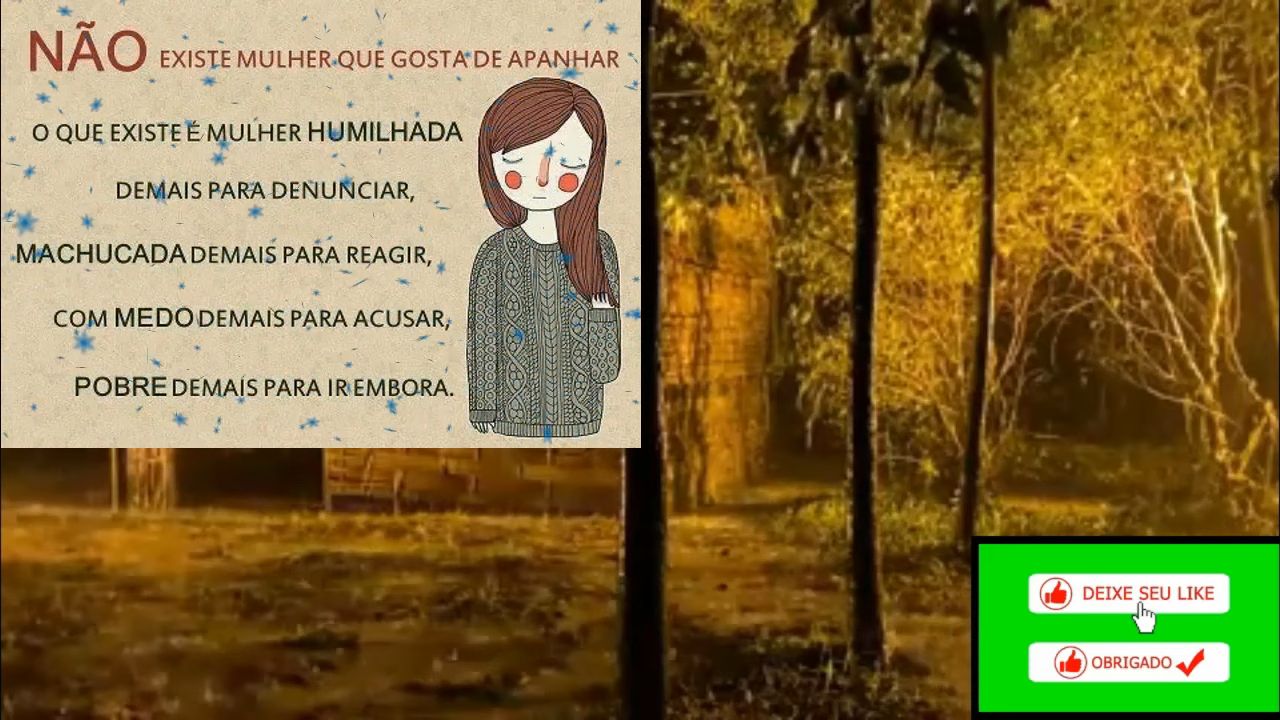 NÃO EXISTE MULHER QUE GOSTA DE APANHAR
O QUE EXISTE É MULHER HUMILHADA
DEMAIS PARA DENUNCIAR,
MACHUCADA DEMAIS PARA REAGIR,
COM MEDO DEMAIS PARA ACUSAR,
POBRE DEMAIS PARA IR EMBORA.
DEIXE SEU LIKE
OBRIGADO